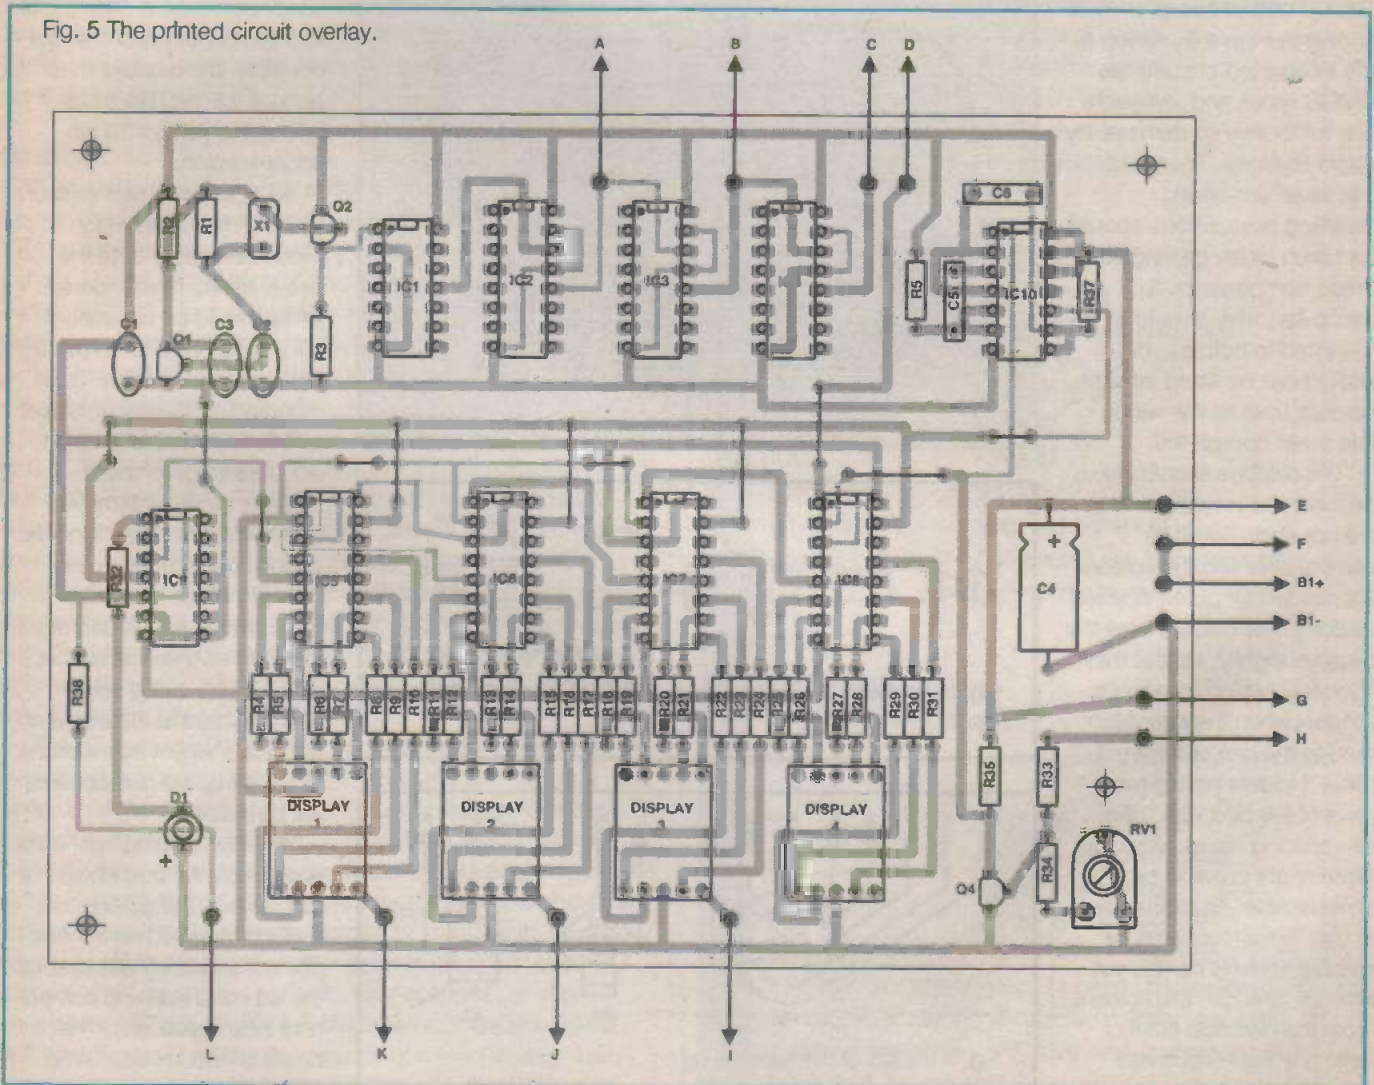 Fig. 5 The printed circuit overlay.
A
B
C
D
R2
R1
X1
Q2
C6
IC1
IC2
IC3
R5
C5
IC10
R37
Q1
C3
R3
E
F
B1+
B1-
G
H
C4
+
R32
IC5
IC6
IC7
IC8
R38
R4
R5
R6
R7
R8
R9
R10
R11
R12
R13
R14
R15
R16
R17
R18
R19
R20
R21
R22
R23
R24
R25
R26
R27
R28
R29
R30
R31
R35
R33
R34
RV1
Q4
D1
+
DISPLAY
1
DISPLAY
2
DISPLAY
3
DISPLAY
4
L
K
J
I